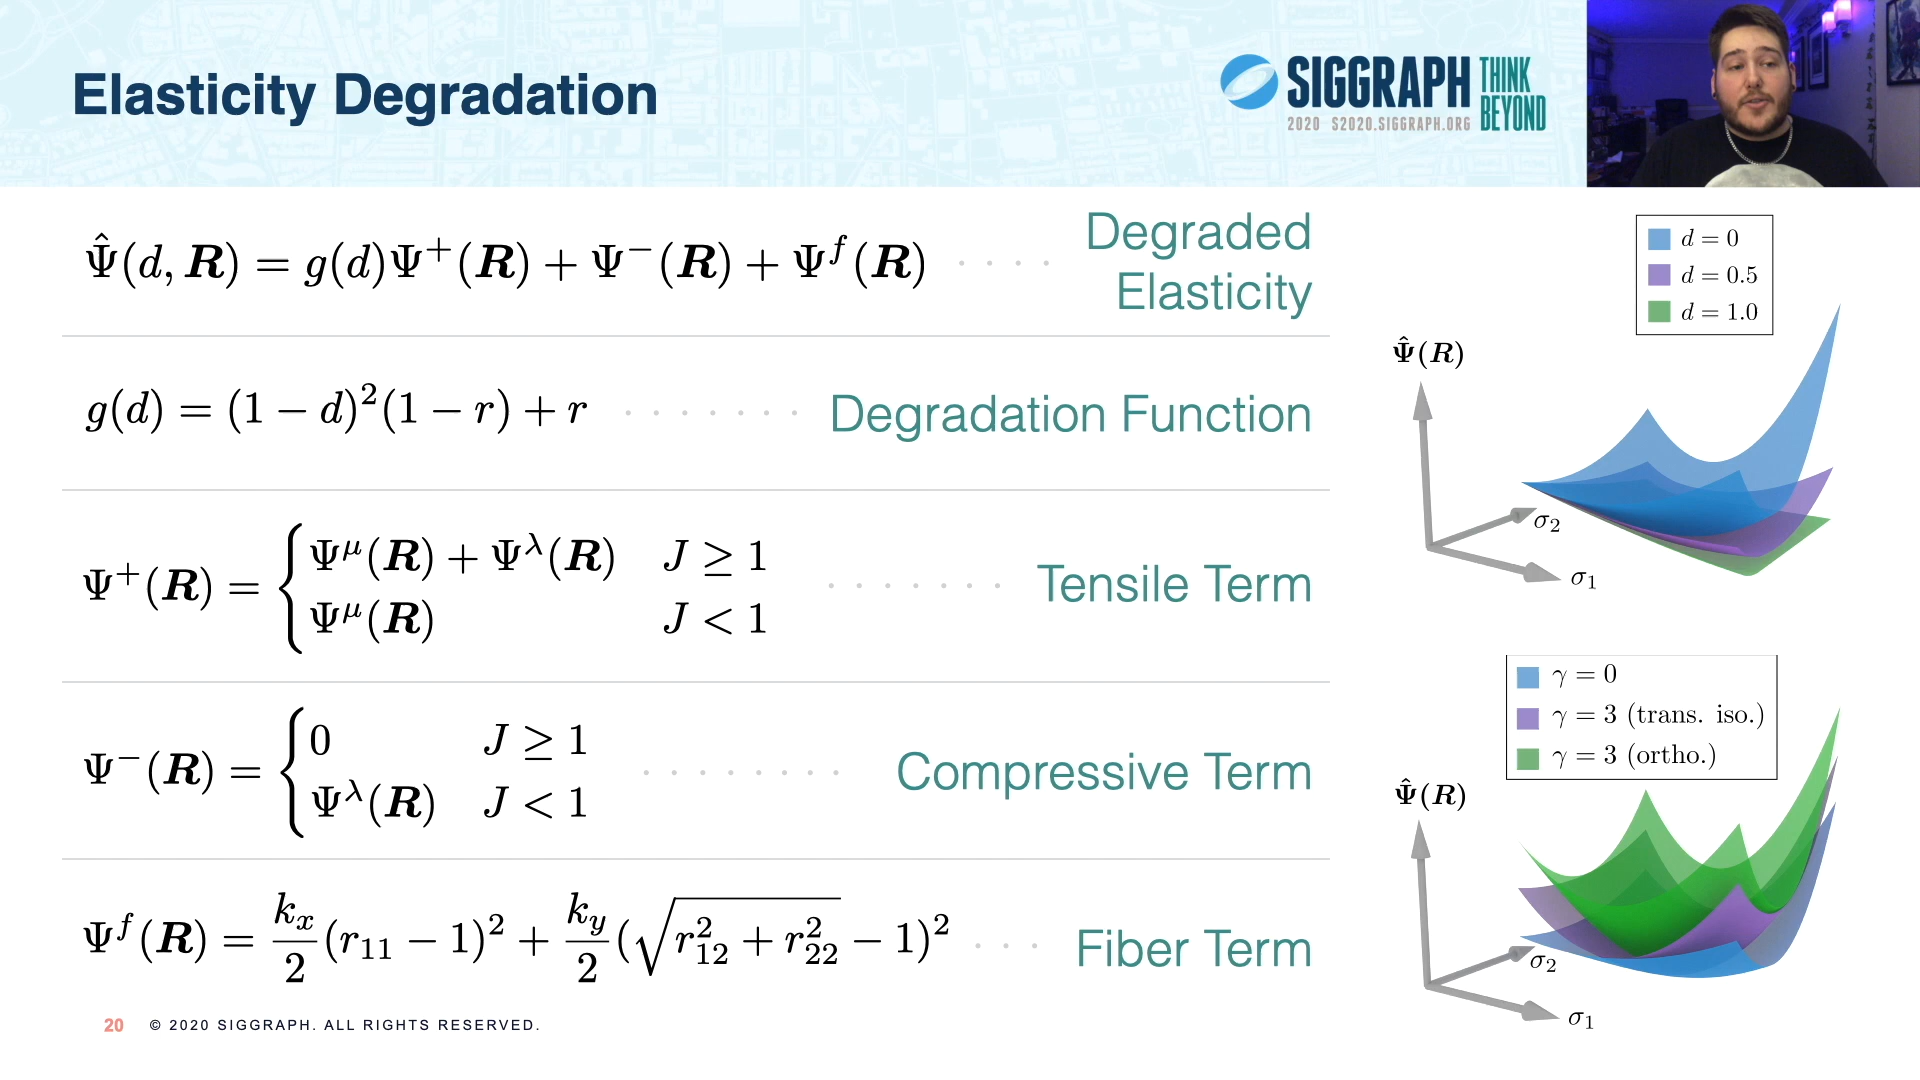 Elasticity Degradation
SIGGRAPH THINK BEYOND
2020 S2020.SIGGRAPH.ORG
Ψ̂(d, R) = g(d)Ψ⁺(R) + Ψ⁻(R) + Ψᶠ(R)
Degraded
Elasticity
g(d) = (1 − d)²(1 − r) + r
Degradation Function
Ψ⁺(R) = { Ψ^μ(R) + Ψ^λ(R) J ≥ 1
Ψ^μ(R) J < 1
Tensile Term
Ψ⁻(R) = { 0 J ≥ 1
Ψ^λ(R) J < 1
Compressive Term
Ψᶠ(R) = k_x/2 (r₁₁ − 1)² + k_y/2 (√(r₁₂² + r₂₂²) − 1)²
Fiber Term
d = 0
d = 0.5
d = 1.0
Ψ̂(R)
σ₂
σ₁
γ = 0
γ = 3 (trans. iso.)
γ = 3 (ortho.)
Ψ̂(R)
σ₂
σ₁
20 © 2020 SIGGRAPH. ALL RIGHTS RESERVED.